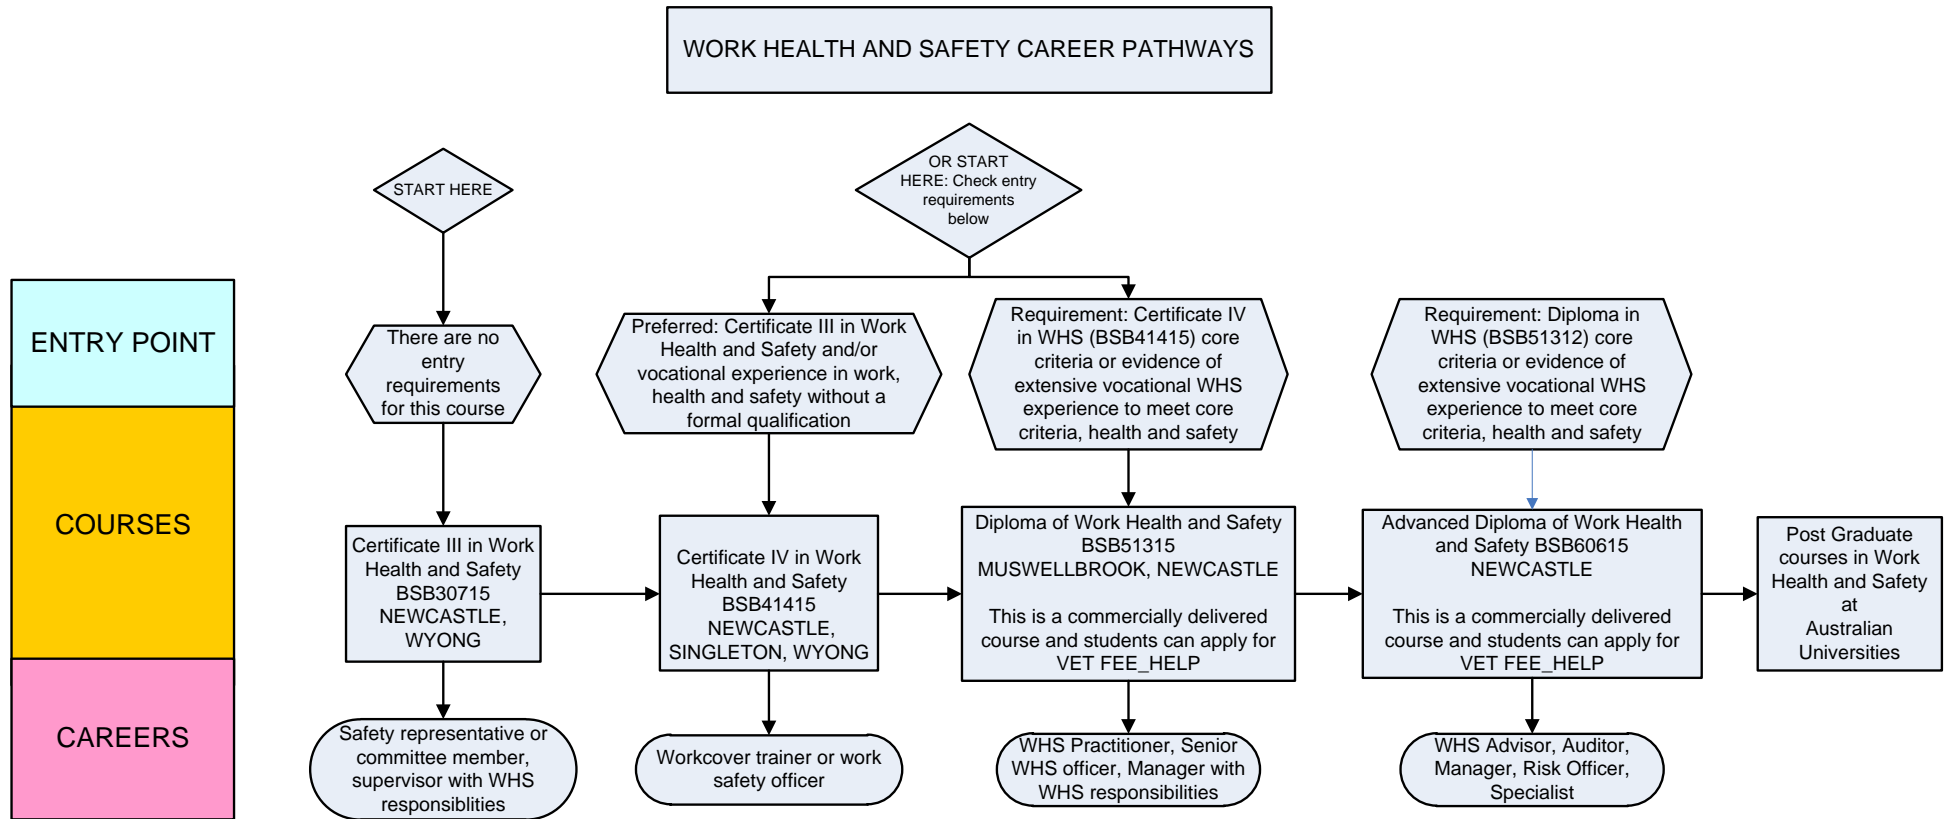 WORK HEALTH AND SAFETY CAREER PATHWAYS
START HERE
OR START
HERE: Check entry
requirements
below
ENTRY POINT
There are no
entry
requirements
for this course
Preferred: Certificate III in Work
Health and Safety and/or
vocational experience in work,
health and safety without a
formal qualification
Requirement: Certificate IV
in WHS (BSB41415) core
criteria or evidence of
extensive vocational WHS
experience to meet core
criteria, health and safety
Requirement: Diploma in
WHS (BSB51312) core
criteria or evidence of
extensive vocational WHS
experience to meet core
criteria, health and safety
COURSES
Certificate III in Work
Health and Safety
BSB30715
NEWCASTLE,
WYONG
Certificate IV in Work
Health and Safety
BSB41415
NEWCASTLE,
SINGLETON, WYONG
Diploma of Work Health and Safety
BSB51315
MUSWELLBROOK, NEWCASTLE
This is a commercially delivered
course and students can apply for
VET FEE_HELP
Advanced Diploma of Work Health
and Safety BSB60615
NEWCASTLE
This is a commercially delivered
course and students can apply for
VET FEE_HELP
Post Graduate
courses in Work
Health and Safety
at
Australian
Universities
CAREERS
Safety representative or
committee member,
supervisor with WHS
responsiblities
Workcover trainer or work
safety officer
WHS Practitioner, Senior
WHS officer, Manager with
WHS responsibilities
WHS Advisor, Auditor,
Manager, Risk Officer,
Specialist